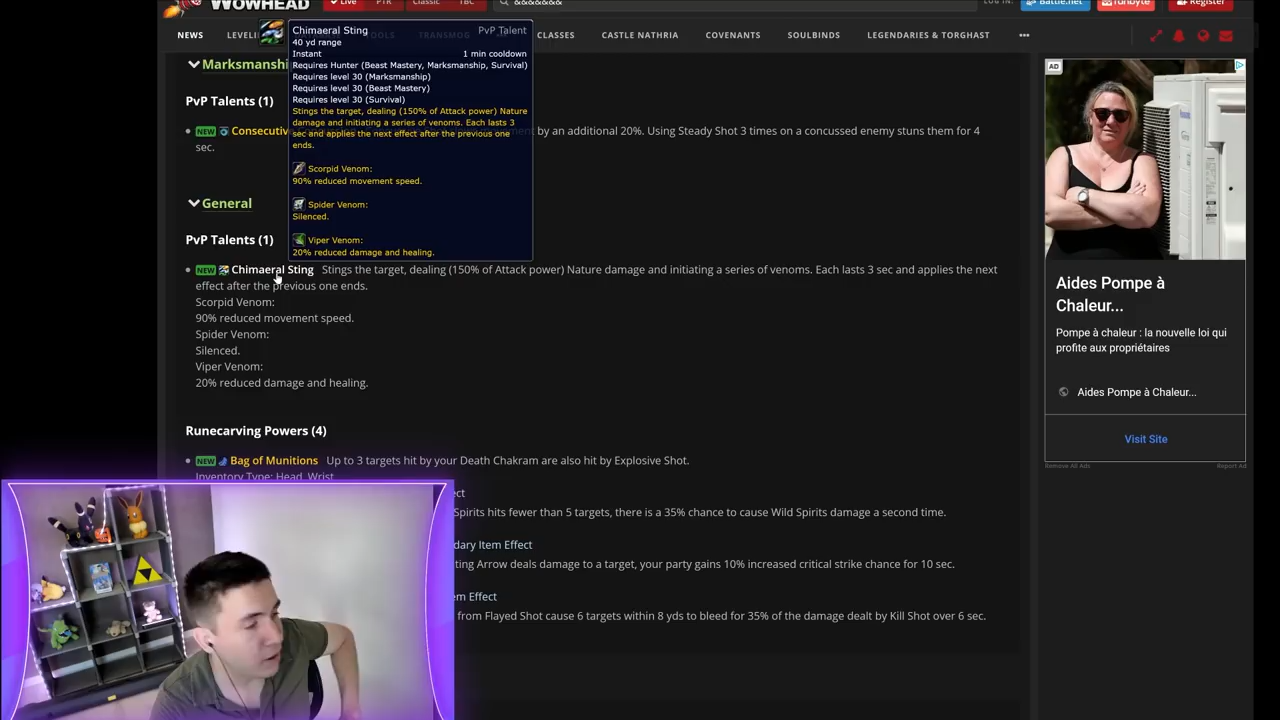 WOWHEAD
Live
PTR
Classic
TBC
&&&&&&&
LOG IN:
Battle.net
funbyte
Register
NEWS
LEVELI
TRANSMOG
CLASSES
CASTLE NATHRIA
COVENANTS
SOULBINDS
LEGENDARIES & TORGHAST
Chimaeral Sting
PvP Talent
40 yd range
Instant
1 min cooldown
Requires Hunter (Beast Mastery, Marksmanship, Survival)
Requires level 30 (Marksmanship)
Requires level 30 (Beast Mastery)
Requires level 30 (Survival)
Stings the target, dealing (150% of Attack power) Nature
damage and initiating a series of venoms. Each lasts 3
sec and applies the next effect after the previous one
ends.
Scorpid Venom:
90% reduced movement speed.
Spider Venom:
Silenced.
Viper Venom:
20% reduced damage and healing.
Marksmanshi
PvP Talents (1)
NEW Consecutive
ment by an additional 20%. Using Steady Shot 3 times on a concussed enemy stuns them for 4
sec.
General
PvP Talents (1)
NEW Chimaeral Sting Stings the target, dealing (150% of Attack power) Nature damage and initiating a series of venoms. Each lasts 3 sec and applies the next
effect after the previous one ends.
Scorpid Venom:
90% reduced movement speed.
Spider Venom:
Silenced.
Viper Venom:
20% reduced damage and healing.
Runecarving Powers (4)
NEW Bag of Munitions Up to 3 targets hit by your Death Chakram are also hit by Explosive Shot.
Inventory Type: Head, Wrist
ect
Spirits hits fewer than 5 targets, there is a 35% chance to cause Wild Spirits damage a second time.
dary Item Effect
ting Arrow deals damage to a target, your party gains 10% increased critical strike chance for 10 sec.
em Effect
from Flayed Shot cause 6 targets within 8 yds to bleed for 35% of the damage dealt by Kill Shot over 6 sec.
AD
Aides Pompe à
Chaleur...
Pompe à chaleur : la nouvelle loi qui
profite aux propriétaires
Aides Pompe à Chaleur...
Visit Site
Remove All Ads
Report Ad